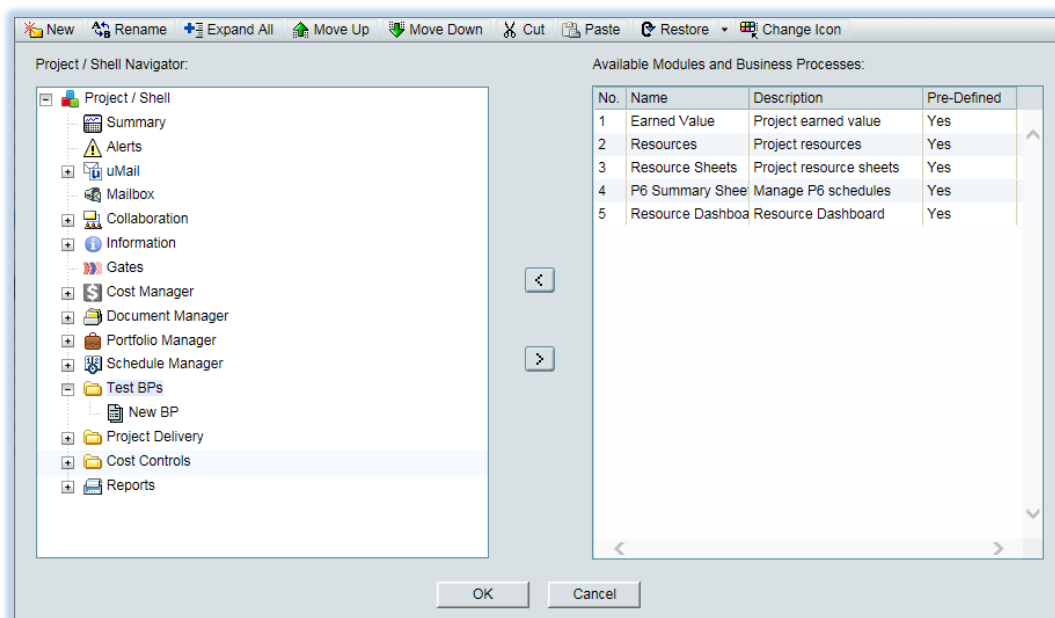 New Rename Expand All Move Up Move Down Cut Paste Restore Change Icon
Project / Shell Navigator:
Project / Shell
Summary
Alerts
uMail
Mailbox
Collaboration
Information
Gates
Cost Manager
Document Manager
Portfolio Manager
Schedule Manager
Test BPs
New BP
Project Delivery
Cost Controls
Reports
Available Modules and Business Processes:
No. Name Description Pre-Defined
1 Earned Value Project earned value Yes
2 Resources Project resources Yes
3 Resource Sheets Project resource sheets Yes
4 P6 Summary Shee Manage P6 schedules Yes
5 Resource Dashboa Resource Dashboard Yes
OK Cancel